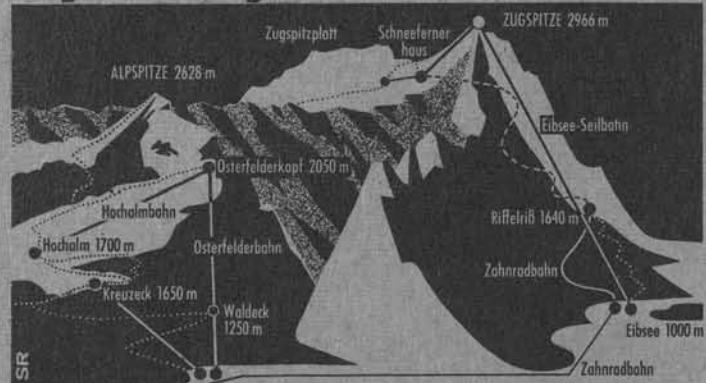 ZUGSPITZE 2966 m
Zugspitzplatt
Schneeferner
haus
ALPSPITZE 2628 m
Eibsee-Seilbahn
Osterfelderkopf 2050 m
Hochalmbahn
Riffelriß 1640 m
Hochalm 1700 m
Osterfelderbahn
Zahnradbahn
Kreuzeck 1650 m
Waldeck
1250 m
Eibsee 1000 m
Zahnradbahn
SR